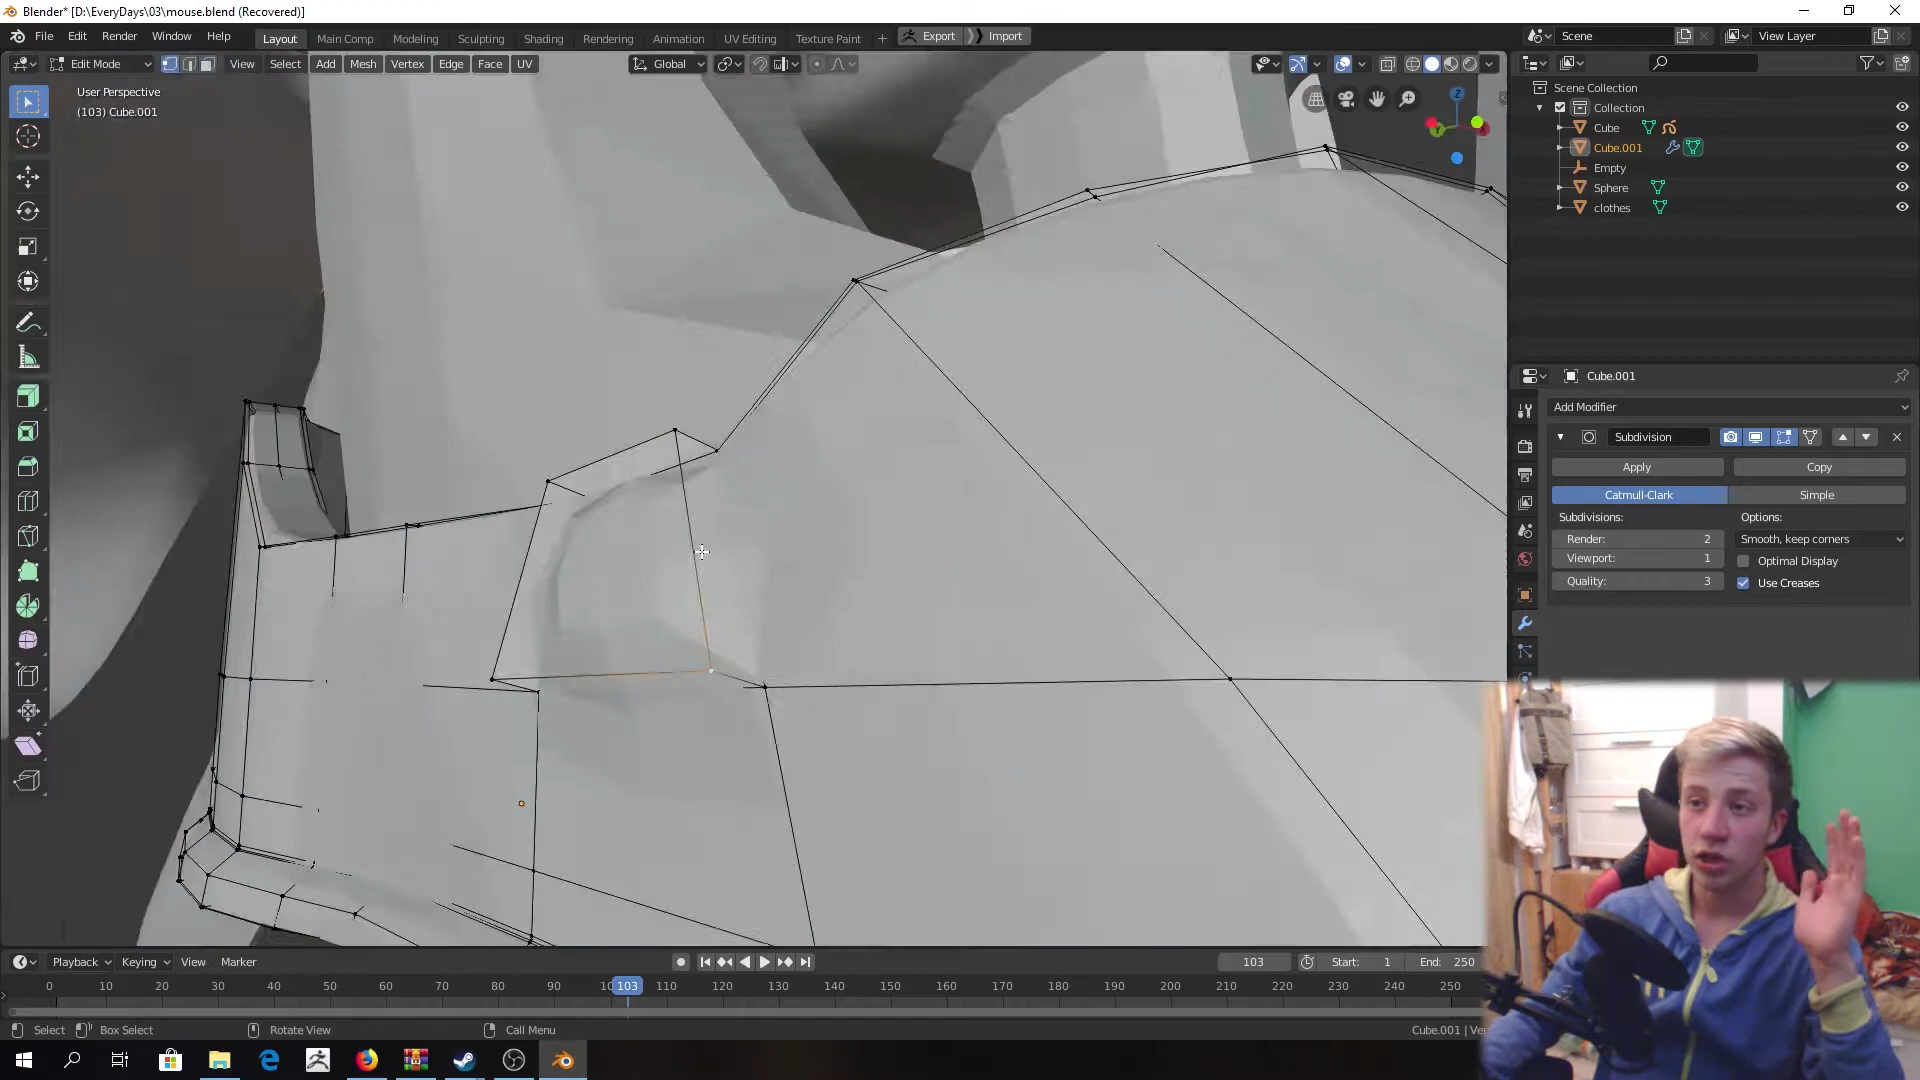 Blender* [D:\EveryDays\03\mouse.blend (Recovered)]
File Edit Render Window Help Layout Main Comp Modeling Sculpting Shading Rendering Animation UV Editing Texture Paint + Export Import Scene View Layer
Edit Mode View Select Add Mesh Vertex Edge Face UV Global
User Perspective
(103) Cube.001
Z
Y
Scene Collection
Collection
Cube
Cube.001
Empty
Sphere
clothes
Cube.001
Add Modifier
Subdivision
Apply Copy
Catmull-Clark Simple
Subdivisions: Options:
Render: 2 Smooth, keep corners
Viewport: 1 Optimal Display
Quality: 3 Use Creases
Playback Keying View Marker 103 Start: 1 End: 250
0 10 20 30 40 50 60 70 80 90 10 103 110 120 130 140 150 160 170 180 190 200 210 220 230 240 250
Select Box Select Rotate View Call Menu Cube.001 | Ver